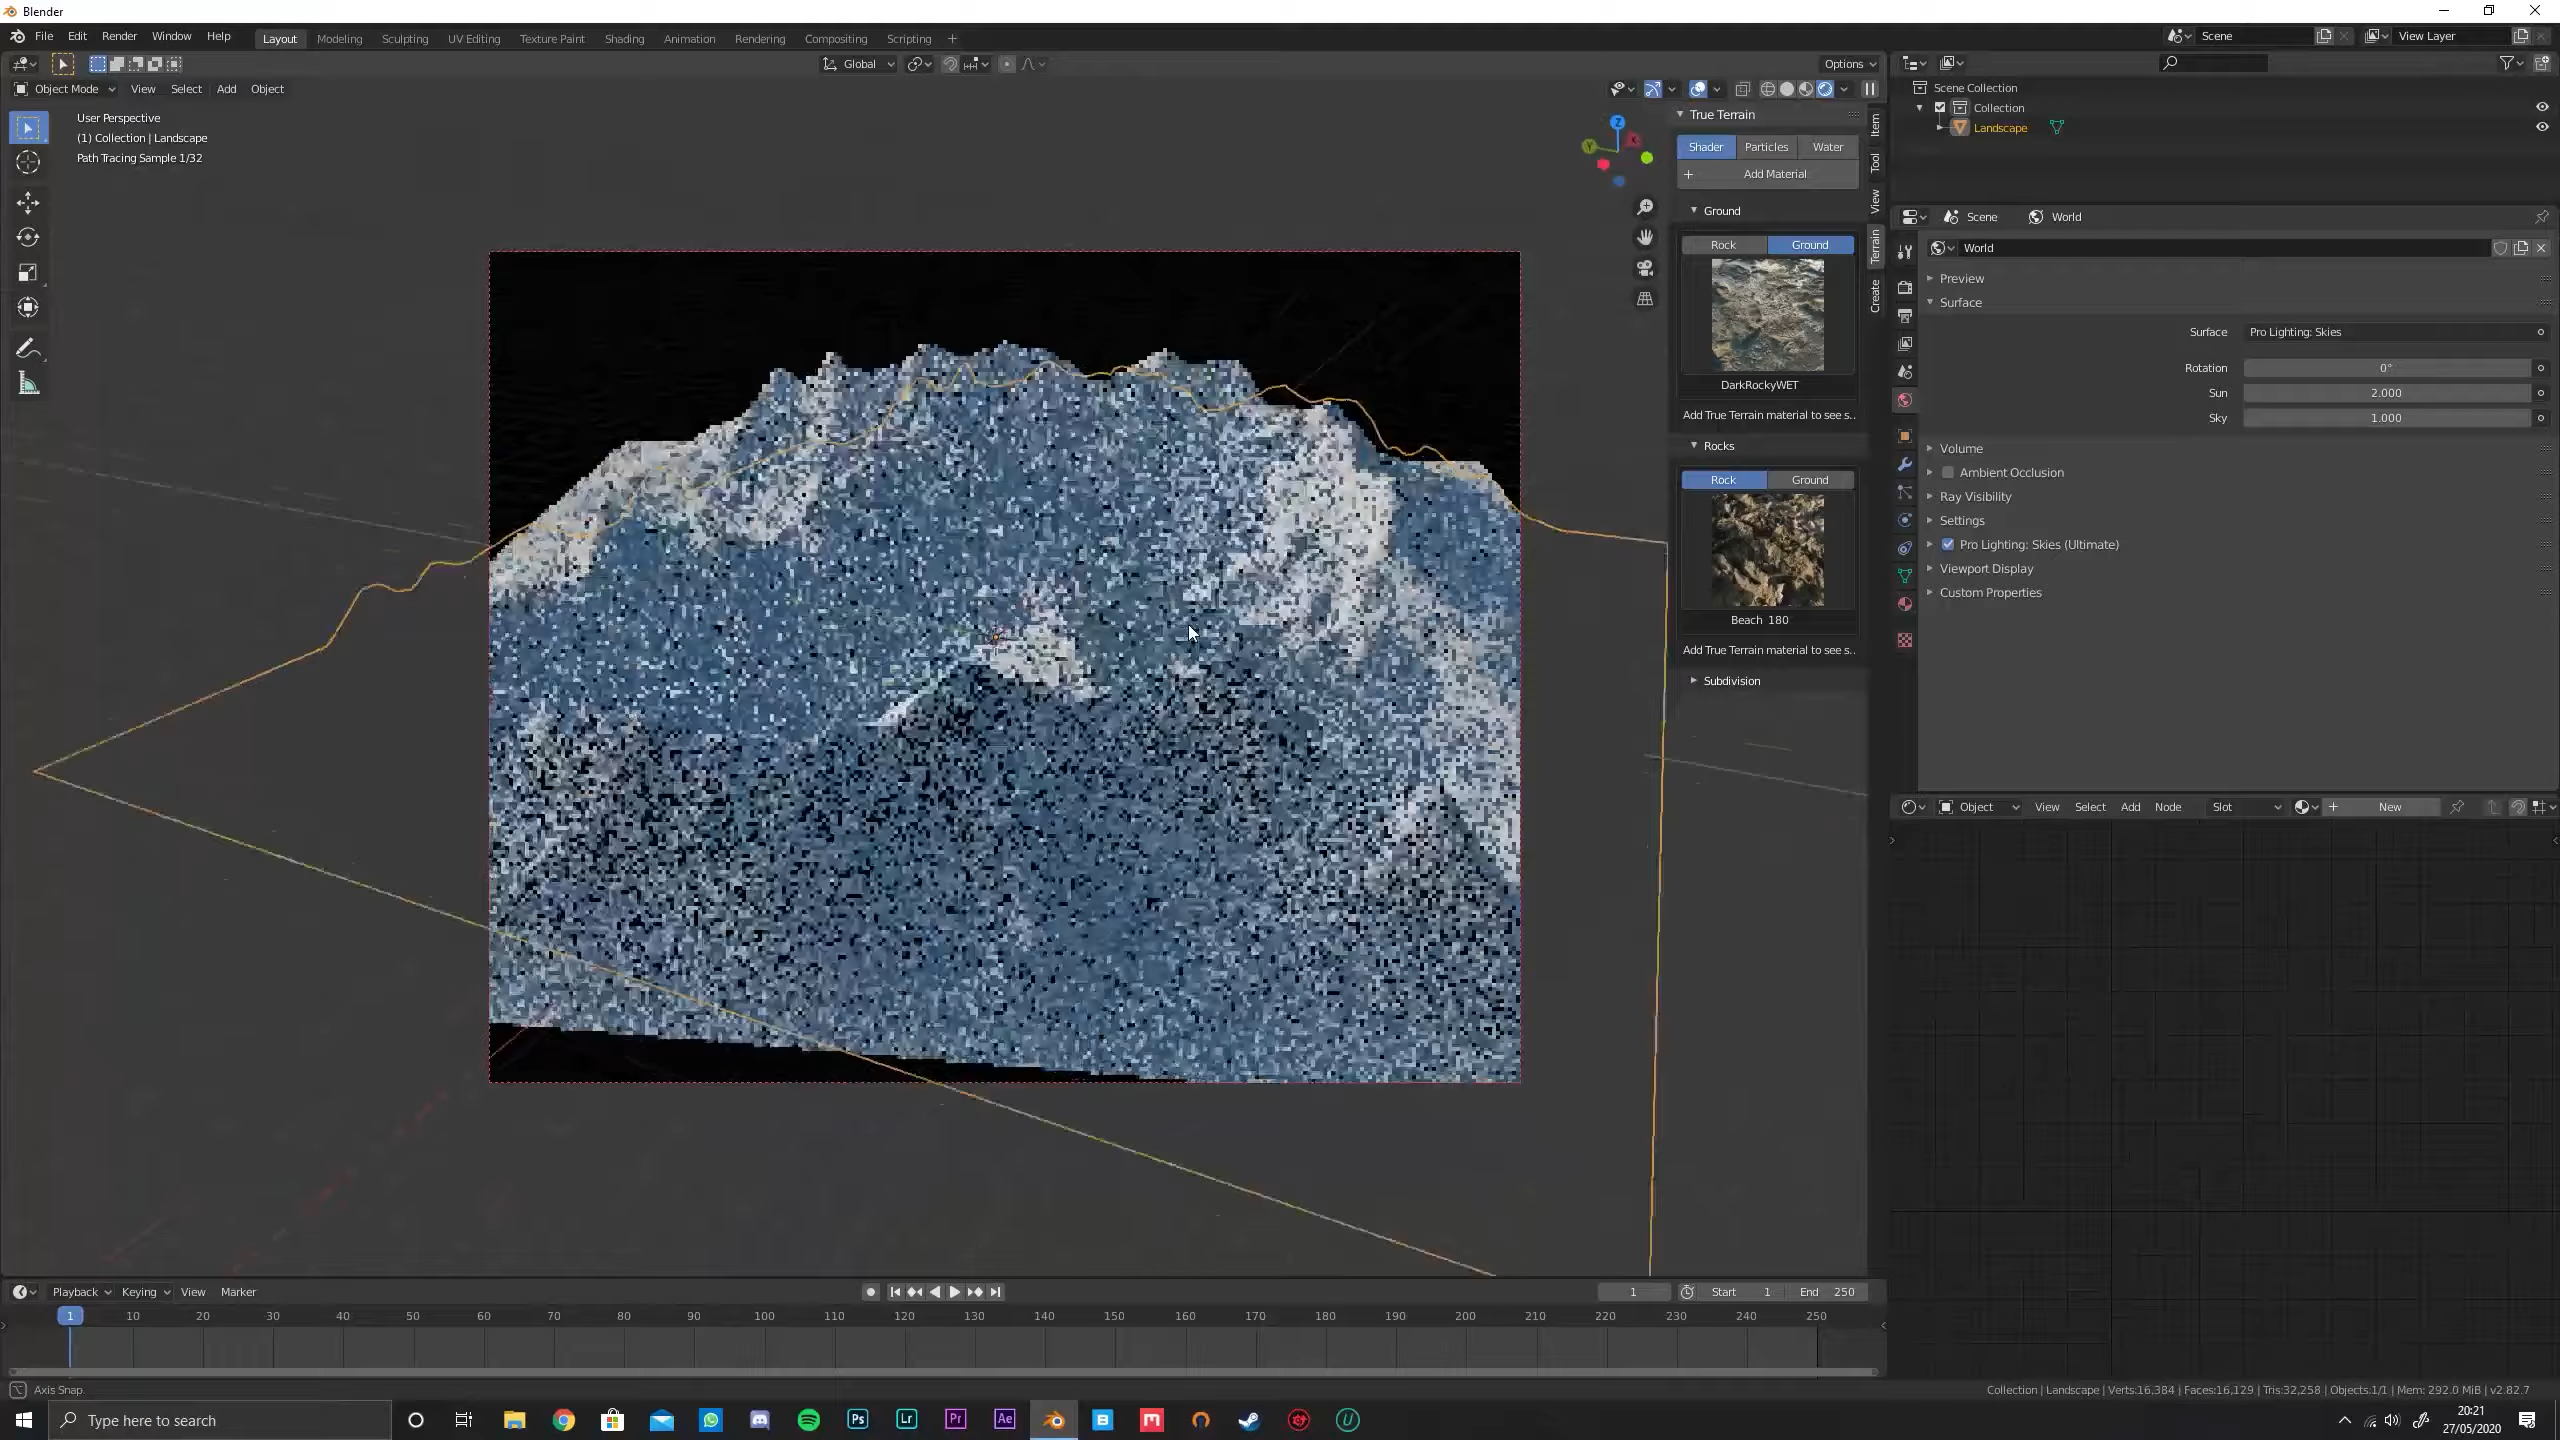 Blender
File Edit Render Window Help Layout Modeling Sculpting UV Editing Texture Paint Shading Animation Rendering Compositing Scripting + Scene View Layer
Global Options
Object Mode View Select Add Object
User Perspective
(1) Collection | Landscape
Path Tracing Sample 1/32
Z
Y
X
True Terrain
Shader Particles Water
+ Add Material
Ground
Rock Ground
DarkRockyWET
Add True Terrain material to see s..
Rocks
Rock Ground
Beach 180
Add True Terrain material to see s..
Subdivision
Item
Tool
View
Terrain
Create
Scene Collection
Collection
Landscape
Scene World
World
Preview
Surface
Surface Pro Lighting: Skies
Rotation 0°
Sun 2.000
Sky 1.000
Volume
Ambient Occlusion
Ray Visibility
Settings
Pro Lighting: Skies (Ultimate)
Viewport Display
Custom Properties
Object View Select Add Node Slot + New
Playback Keying View Marker 1 Start 1 End 250
1 10 20 30 40 50 60 70 80 90 100 110 120 130 140 150 160 170 180 190 200 210 220 230 240 250
Axis Snap.
Collection | Landscape | Verts:16,384 | Faces:16,129 | Tris:32,258 | Objects:1/1 | Mem: 292.0 MiB | v2.82.7
Type here to search
Ps Lr Pr Ae B M U
20:21
27/05/2020